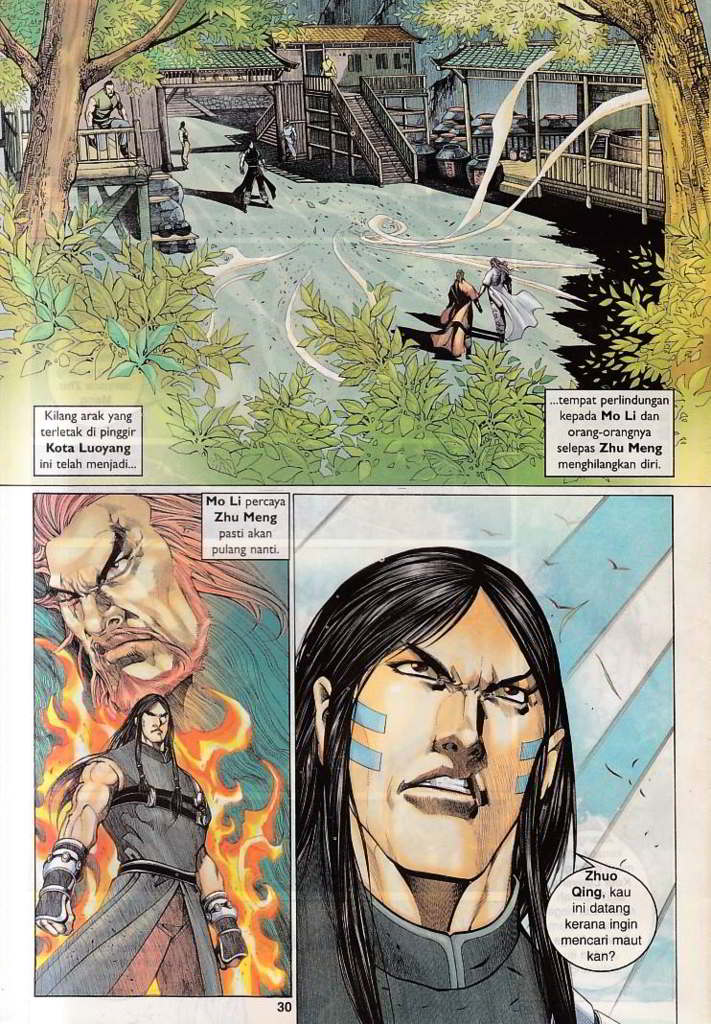 Kilang arak yang
terletak di pinggir
Kota Luoyang
ini telah menjadi...
...tempat perlindungan
kepada Mo Li dan
orang-orangnya
selepas Zhu Meng
menghilangkan diri.
Mo Li percaya
Zhu Meng
pasti akan
pulang nanti.
Zhuo
Qing, kau
ini datang
kerana ingin
mencari maut
kan?
30